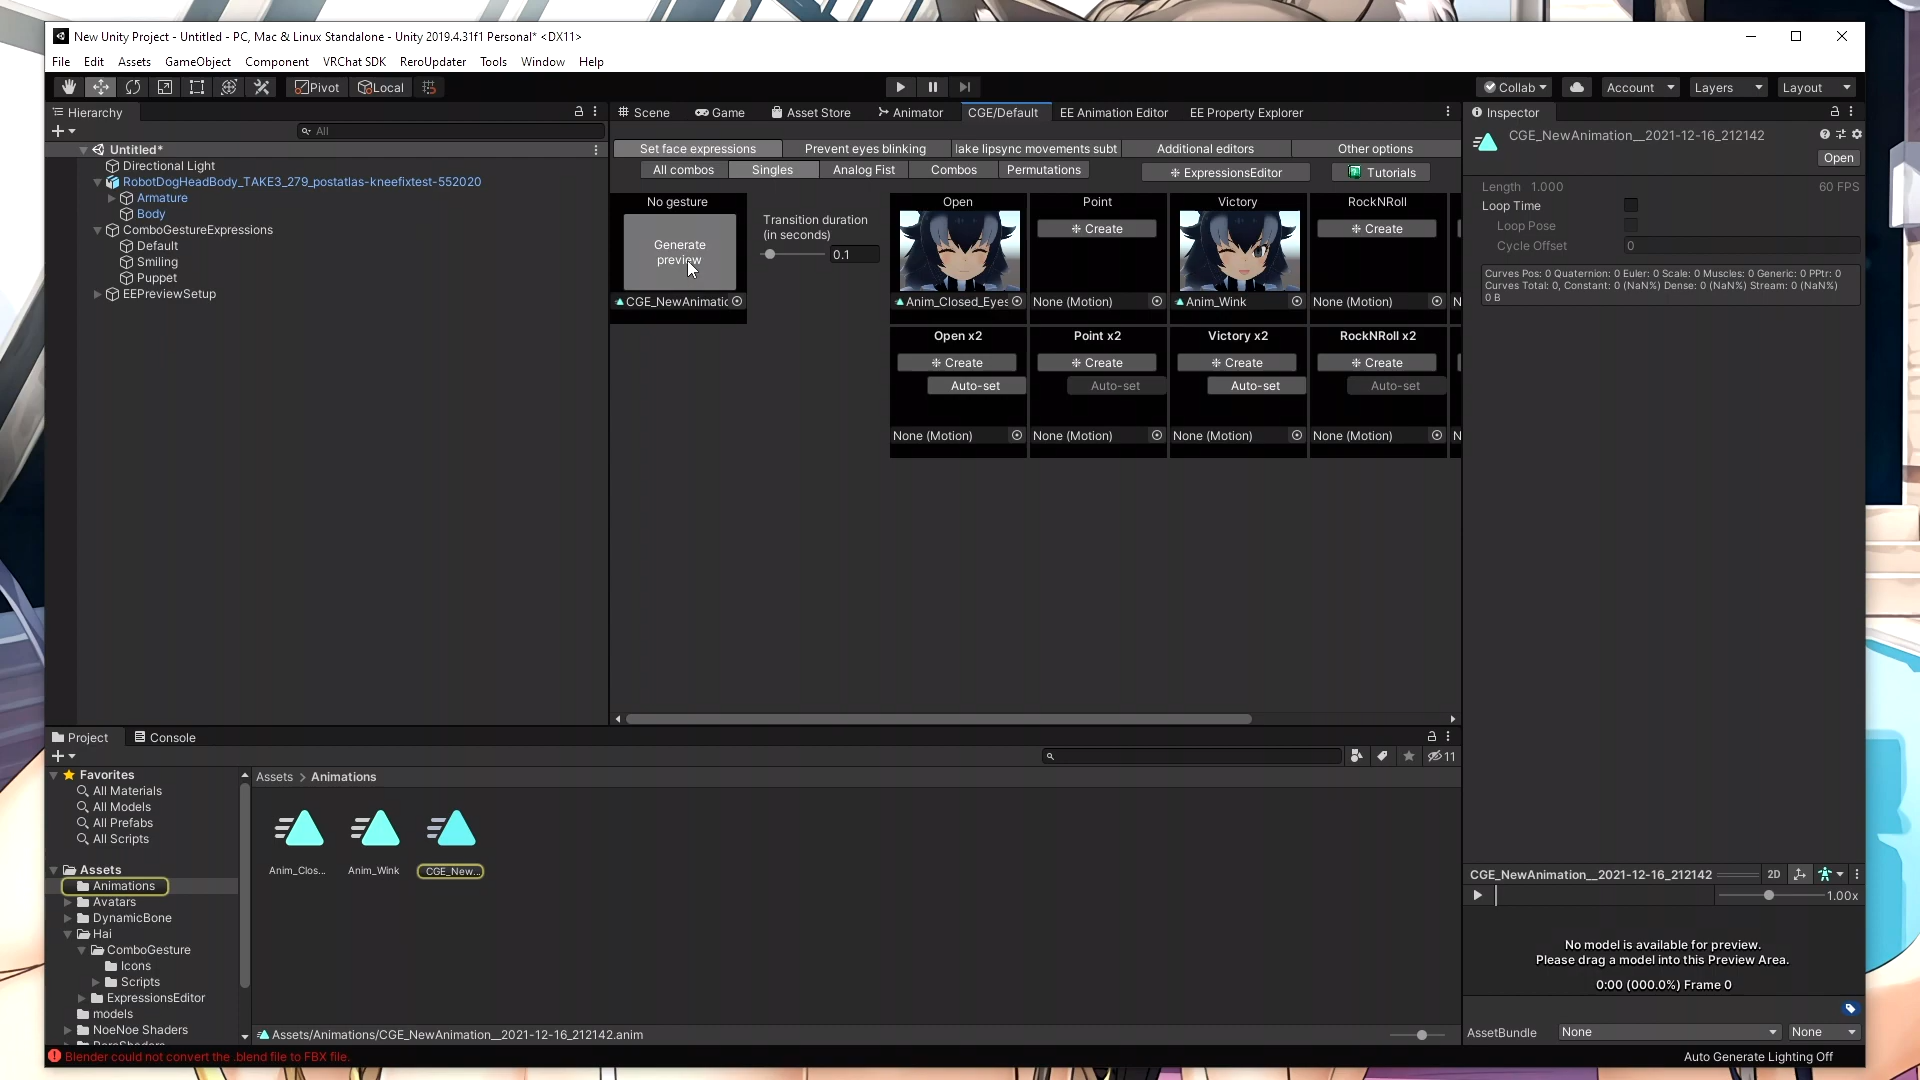 New Unity Project - Untitled - PC, Mac & Linux Standalone - Unity 2019.4.31f1 Personal* <DX11>
File Edit Assets GameObject Component VRChat SDK ReroUpdater Tools Window Help
Pivot Local Collab Account Layers Layout
Hierarchy
All
Untitled*
Directional Light
RobotDogHeadBody_TAKE3_279_postatlas-kneefixtest-552020
Armature
Body
ComboGestureExpressions
Default
Smiling
Puppet
EEPreviewSetup
Scene Game Asset Store Animator CGE/Default EE Animation Editor EE Property Explorer
Set face expressions Prevent eyes blinking lake lipsync movements subt Additional editors Other options
All combos Singles Analog Fist Combos Permutations ExpressionsEditor Tutorials
No gesture
Generate
preview
CGE_NewAnimatic
Transition duration
(in seconds)
0.1
Open Point Victory RockNRoll
Create Create
Anim_Closed_Eyes None (Motion) Anim_Wink None (Motion) N
Open x2 Point x2 Victory x2 RockNRoll x2
Create Create Create Create
Auto-set Auto-set Auto-set Auto-set
None (Motion) None (Motion) None (Motion) None (Motion) N
Inspector
CGE_NewAnimation__2021-12-16_212142
Open
Length 1.000 60 FPS
Loop Time
Loop Pose
Cycle Offset 0
Curves Pos: 0 Quaternion: 0 Euler: 0 Scale: 0 Muscles: 0 Generic: 0 PPtr: 0
Curves Total: 0, Constant: 0 (NaN%) Dense: 0 (NaN%) Stream: 0 (NaN%)
0 B
Project Console
11
Favorites
All Materials
All Models
All Prefabs
All Scripts
Assets
Animations
Avatars
DynamicBone
Hai
ComboGesture
Icons
Scripts
ExpressionsEditor
models
NoeNoe Shaders
Assets > Animations
Anim_Clos... Anim_Wink CGE_New...
Assets/Animations/CGE_NewAnimation__2021-12-16_212142.anim
CGE_NewAnimation__2021-12-16_212142 2D
1.00x
No model is available for preview.
Please drag a model into this Preview Area.
0:00 (000.0%) Frame 0
AssetBundle None None
Blender could not convert the .blend file to FBX file.
Auto Generate Lighting Off